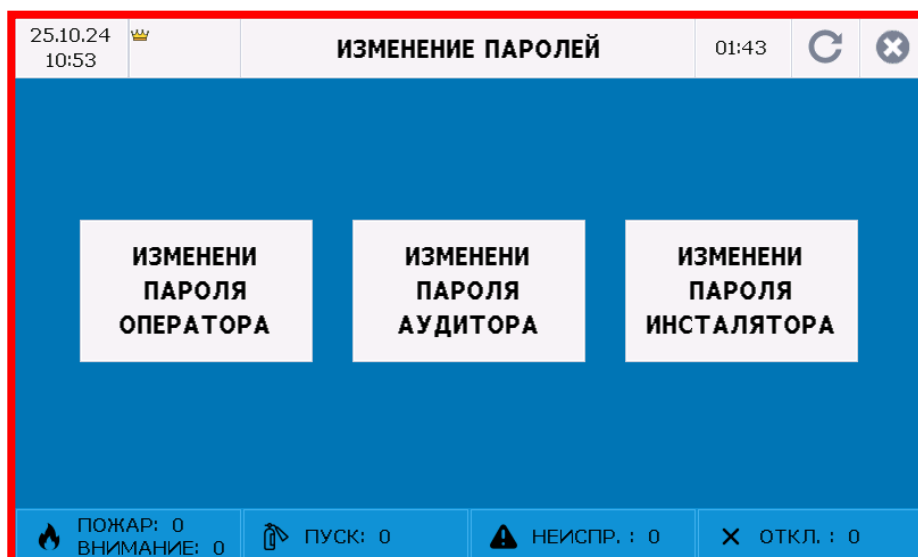 25.10.24
10:53
ИЗМЕНЕНИЕ ПАРОЛЕЙ
01:43
ИЗМЕНЕНИ
ПАРОЛЯ
ОПЕРАТОРА
ИЗМЕНЕНИ
ПАРОЛЯ
АУДИТОРА
ИЗМЕНЕНИ
ПАРОЛЯ
ИНСТАЛЯТОРА
ПОЖАР: 0
ВНИМАНИЕ: 0
ПУСК: 0
НЕИСПР. : 0
ОТКЛ. : 0